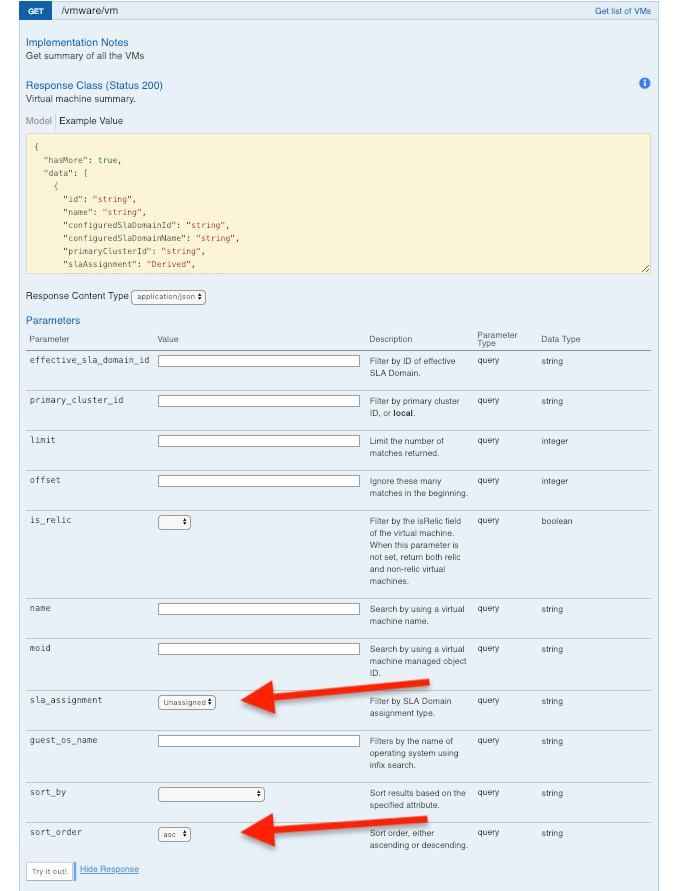 GET /vmware/vm Get list of VMs
Implementation Notes
Get summary of all the VMs
Response Class (Status 200)
Virtual machine summary.
Model Example Value
{
"hasMore": true,
"data": [
{
"id": "string",
"name": "string",
"configuredSlaDomainId": "string",
"configuredSlaDomainName": "string",
"primaryClusterId": "string",
"slaAssignment": "Derived",
Response Content Type application/json
Parameters
Parameter Value Description Parameter Type Data Type
effective_sla_domain_id Filter by ID of effective query string
SLA Domain.
primary_cluster_id Filter by primary cluster query string
ID, or local.
limit Limit the number of query integer
matches returned.
offset Ignore these many query integer
matches in the beginning.
is_relic Filter by the isRelic field query boolean
of the virtual machine.
When this parameter is
not set, return both relic
and non-relic virtual
machines.
name Search by using a virtual query string
machine name.
moid Search by using a virtual query string
machine managed object
ID.
sla_assignment Unassigned Filter by SLA Domain query string
assignment type.
guest_os_name Filters by the name of query string
operating system using
infix search.
sort_by Sort results based on the query string
specified attribute.
sort_order asc Sort order, either query string
ascending or descending.
Try it out! Hide Response